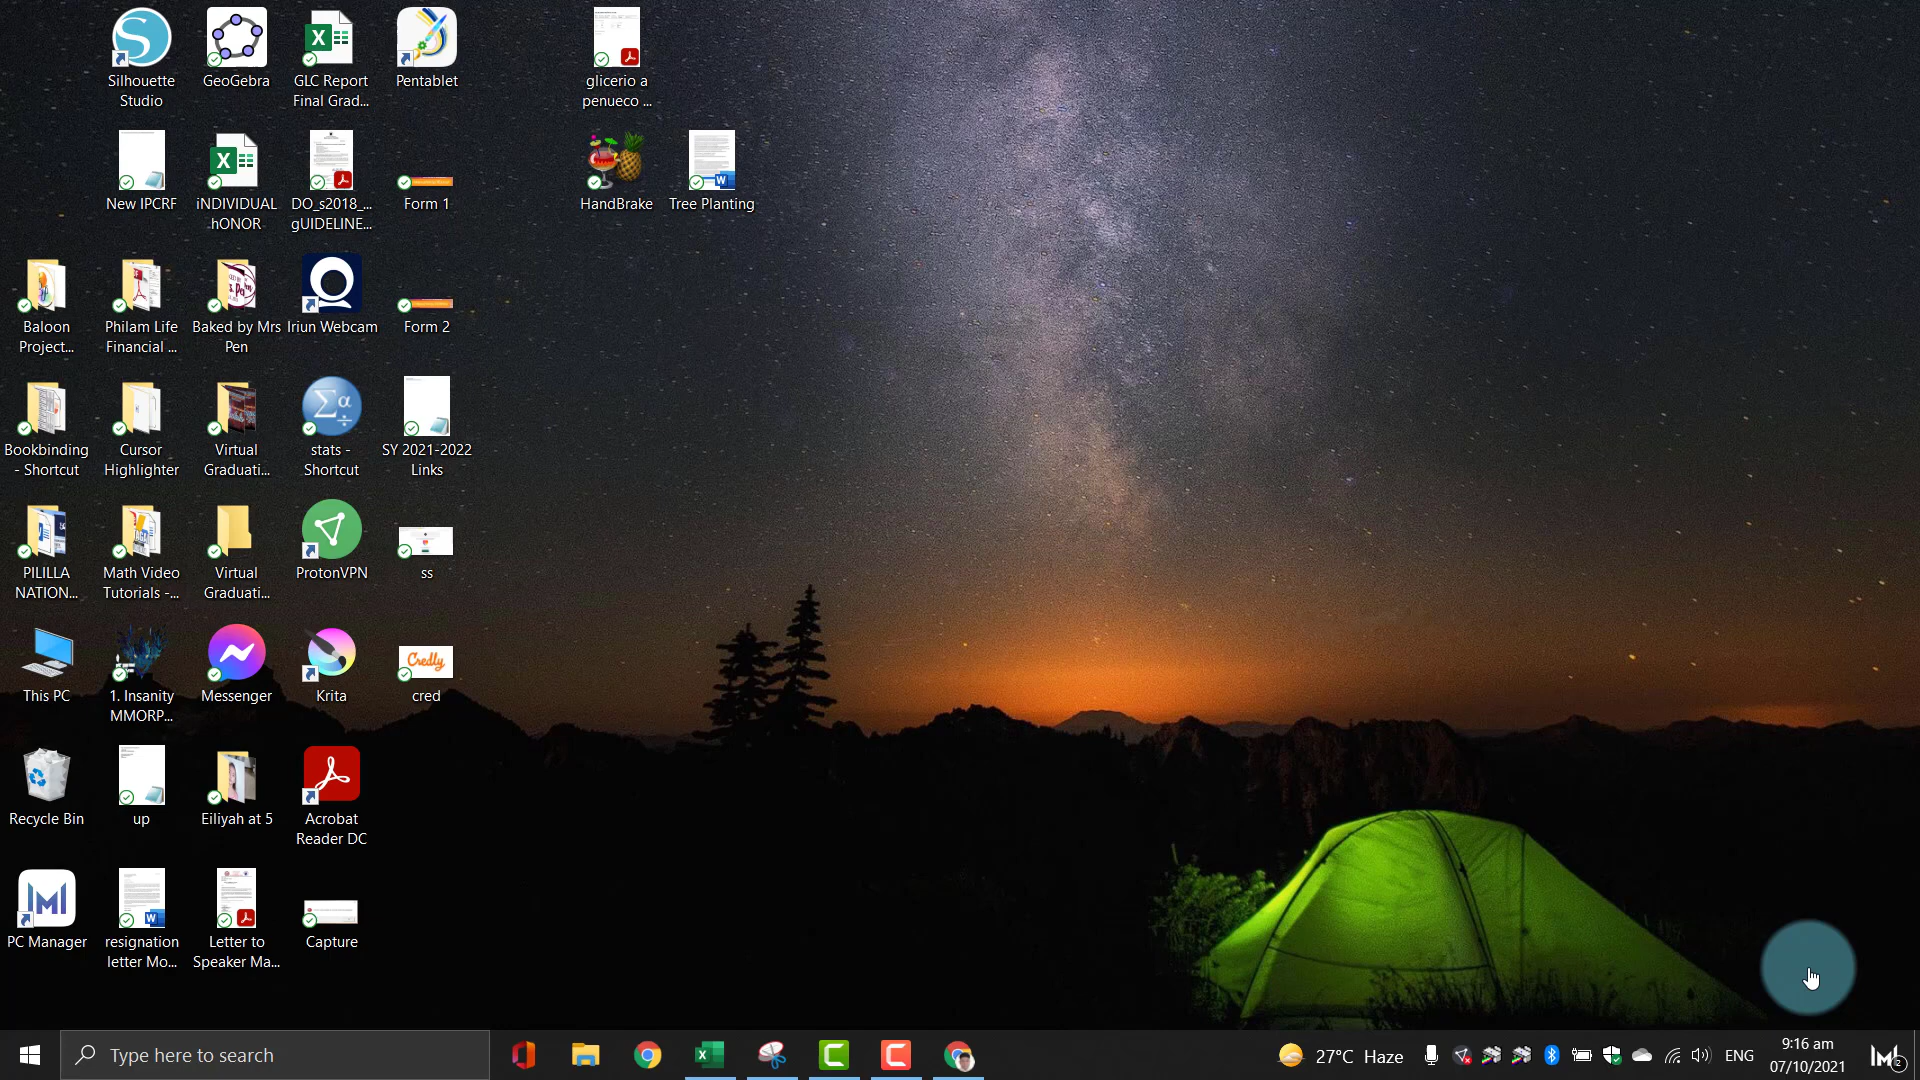 Silhouette
Studio
GeoGebra
GLC Report
Final Grad...
Pentablet
glicerio a
penueco ...
New IPCRF
iNDIVIDUAL
hONOR
DO_s2018_...
gUIDELINE...
Form 1
HandBrake
Tree Planting
Baloon
Project...
Philam Life
Financial ...
Baked by Mrs
Pen
Iriun Webcam
Form 2
Bookbinding
- Shortcut
Cursor
Highlighter
Virtual
Graduati...
stats -
Shortcut
SY 2021-2022
Links
PILILLA
NATION...
Math Video
Tutorials -...
Virtual
Graduati...
ProtonVPN
ss
This PC
1. Insanity
MMORP...
Messenger
Krita
Credly
cred
Recycle Bin
up
Eiliyah at 5
Acrobat
Reader DC
PC Manager
resignation
letter Mo...
Letter to
Speaker Ma...
Capture
Type here to search
27°C Haze
ENG
9:16 am
07/10/2021
2